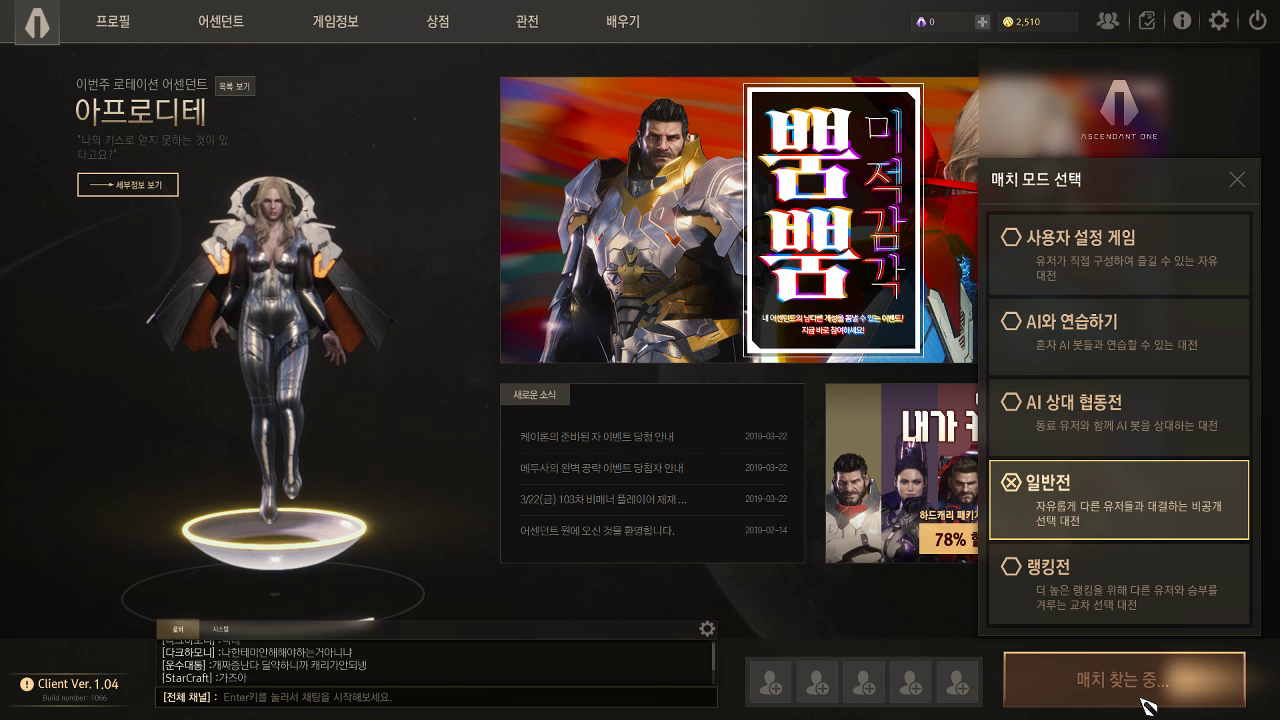 프로필
어센던트
게임정보
상점
관전
배우기
0
2,510
이번주 로테이션 어센던트
목록 보기
아프로디테
"나의 키스로 얻지 못하는 것이 있
다고요?"
세부정보 보기
뿜뿜
미적감각
내 어센던트의 남다른 개성을 뽐낼 수 있는 이벤트!
지금 바로 참여하세요!
ASCENDANT ONE
매치 모드 선택
사용자 설정 게임
유저가 직접 구성하여 즐길 수 있는 자유
대전
AI와 연습하기
혼자 AI 봇들과 연습할 수 있는 대전
AI 상대 협동전
동료 유저와 함께 AI 봇을 상대하는 대전
일반전
자유롭게 다른 유저들과 대결하는 비공개
선택 대전
랭킹전
더 높은 랭킹을 위해 다른 유저와 승부를
겨루는 교차 선택 대전
새로운 소식
케이론의 준비된 자 이벤트 당첨 안내
2019-03-22
메두사의 완벽 공략 이벤트 당첨자 안내
2019-03-22
3/22(금) 103차 비매너 플레이어 제재 ...
2019-03-22
어센던트 원에 오신 것을 환영합니다.
2019-02-14
내가
하드캐리 패키지
78%
로비
시스템
[다크하모니] :나한테미안해해야하는거아니냐
[운수대통] :개짜증난다 딜약하니까 캐리가안되넹
[StarCraft] :가즈아
[전체 채널] : Enter키를 눌러서 채팅을 시작해보세요.
Client Ver. 1.04
Build number: 1066
매치 찾는 중...